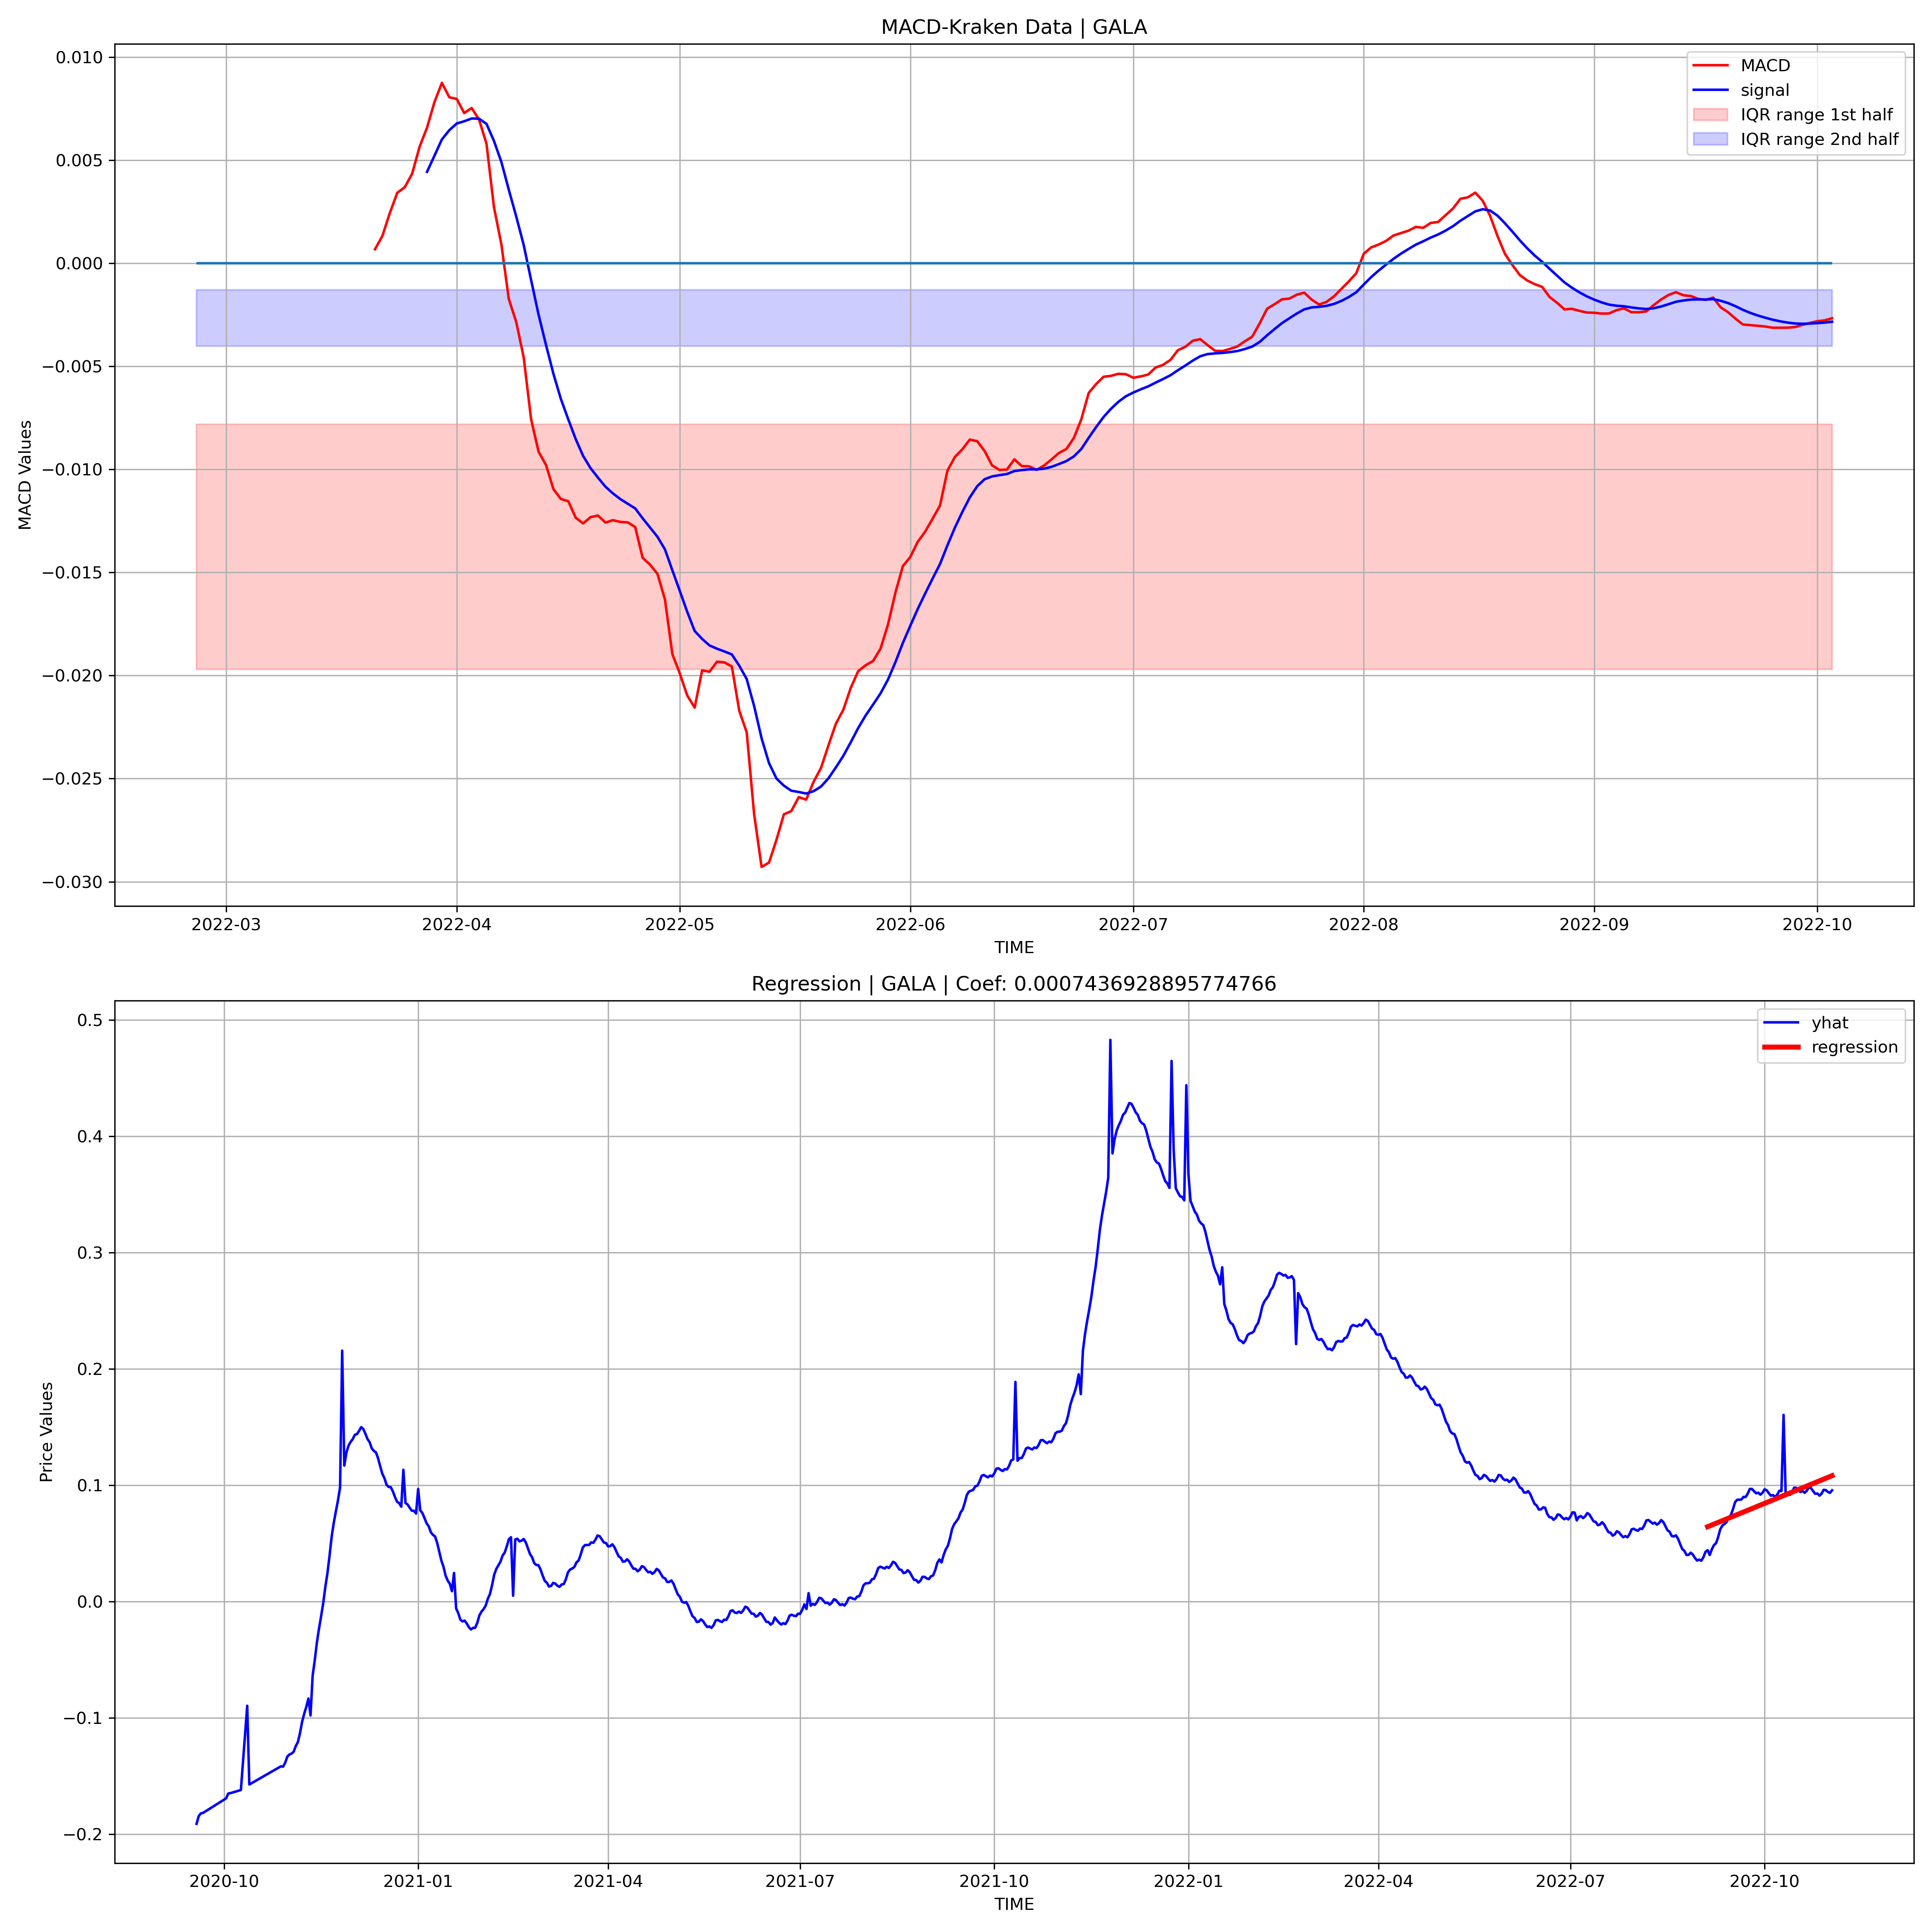 MACD-Kraken Data | GALA
MACD Values
0.010
0.005
0.000
−0.005
−0.010
−0.015
−0.020
−0.025
−0.030
MACD
signal
IQR range 1st half
IQR range 2nd half
2022-03 2022-04 2022-05 2022-06 2022-07 2022-08 2022-09 2022-10
TIME
Regression | GALA | Coef: 0.0007436928895774766
Price Values
0.5
0.4
0.3
0.2
0.1
0.0
−0.1
−0.2
yhat
regression
2020-10 2021-01 2021-04 2021-07 2021-10 2022-01 2022-04 2022-07 2022-10
TIME